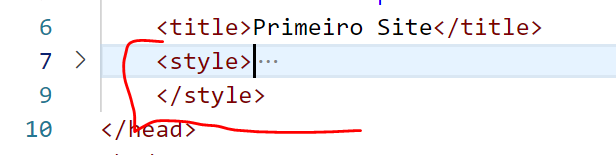 6 <title>Primeiro Site</title>
7 > <style>⋯
9 </style>
10 </head>